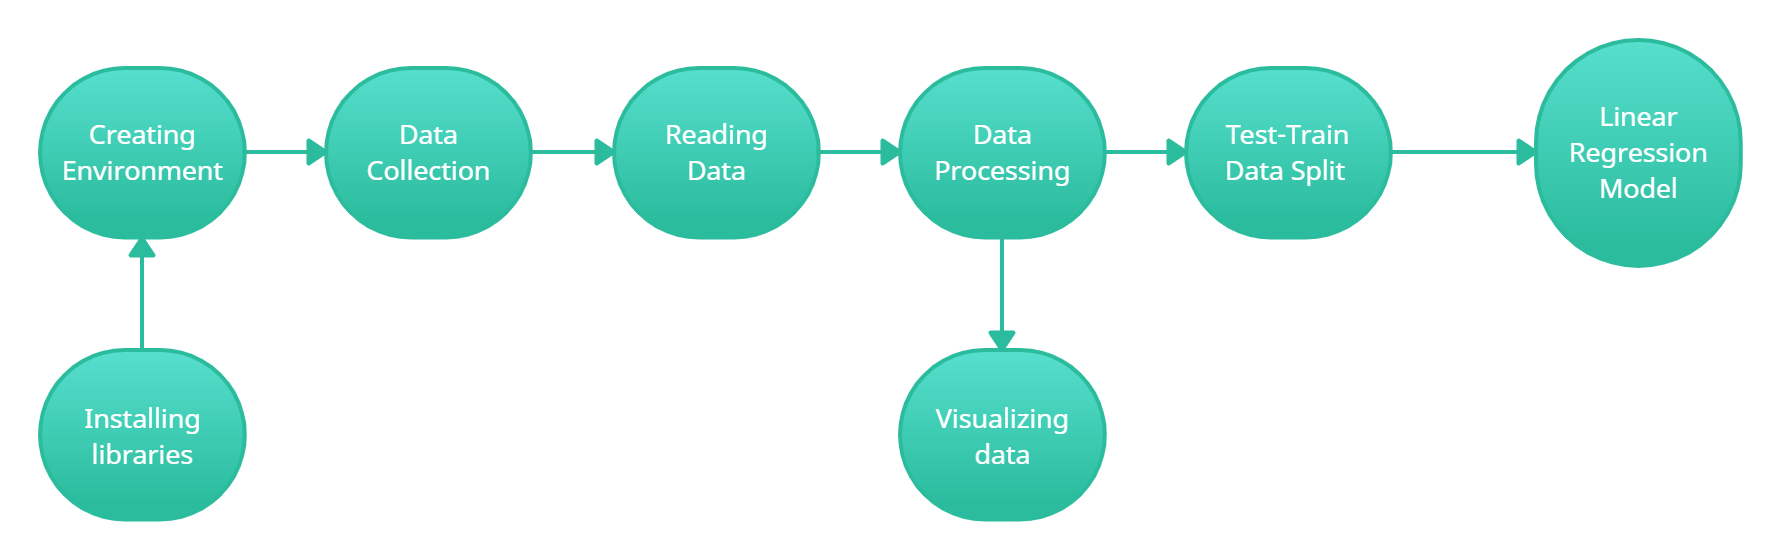 Creating
Environment
Data
Collection
Reading
Data
Data
Processing
Test-Train
Data Split
Linear
Regression
Model
Installing
libraries
Visualizing
data